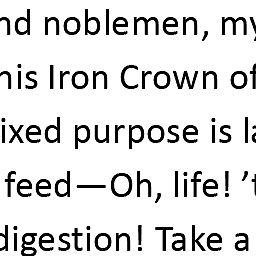 nd noblemen, my
his Iron Crown of
ixed purpose is la
feed—Oh, life! ’t
digestion! Take a